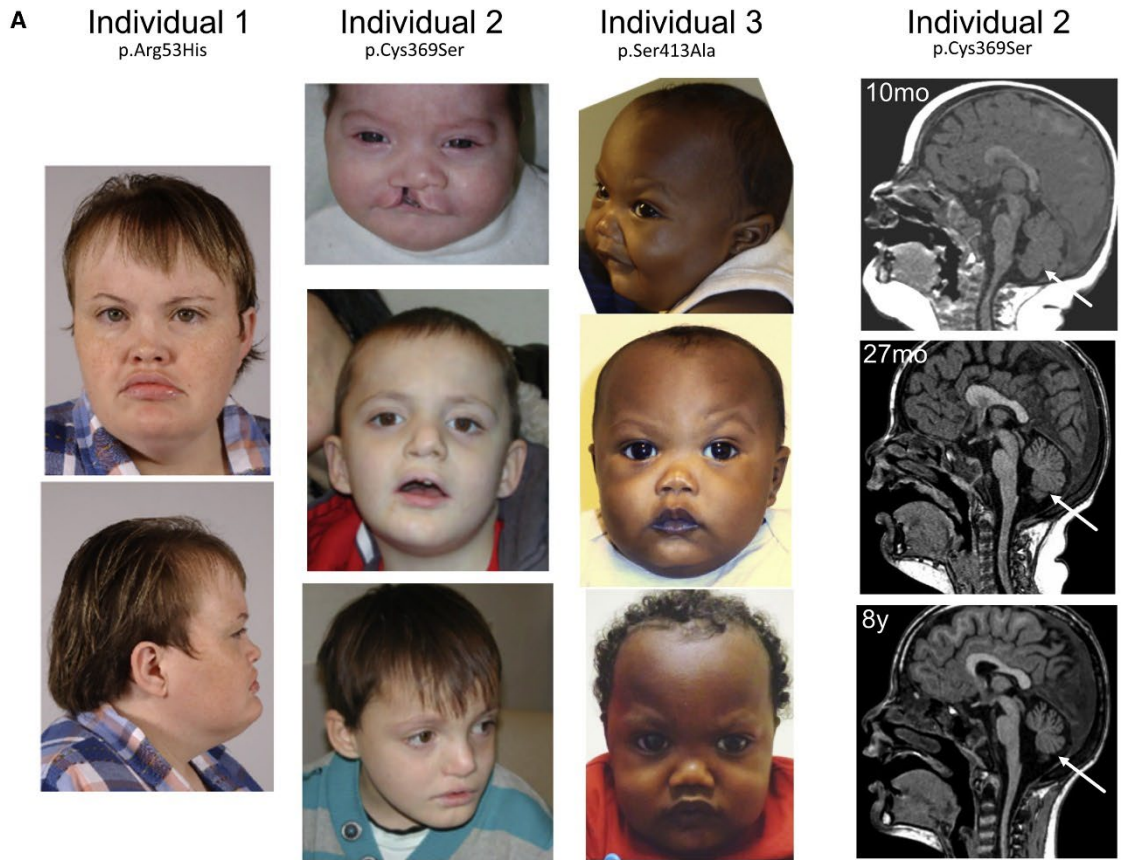 A
Individual 1
p.Arg53His
Individual 2
p.Cys369Ser
Individual 3
p.Ser413Ala
Individual 2
p.Cys369Ser
10mo
27mo
8y